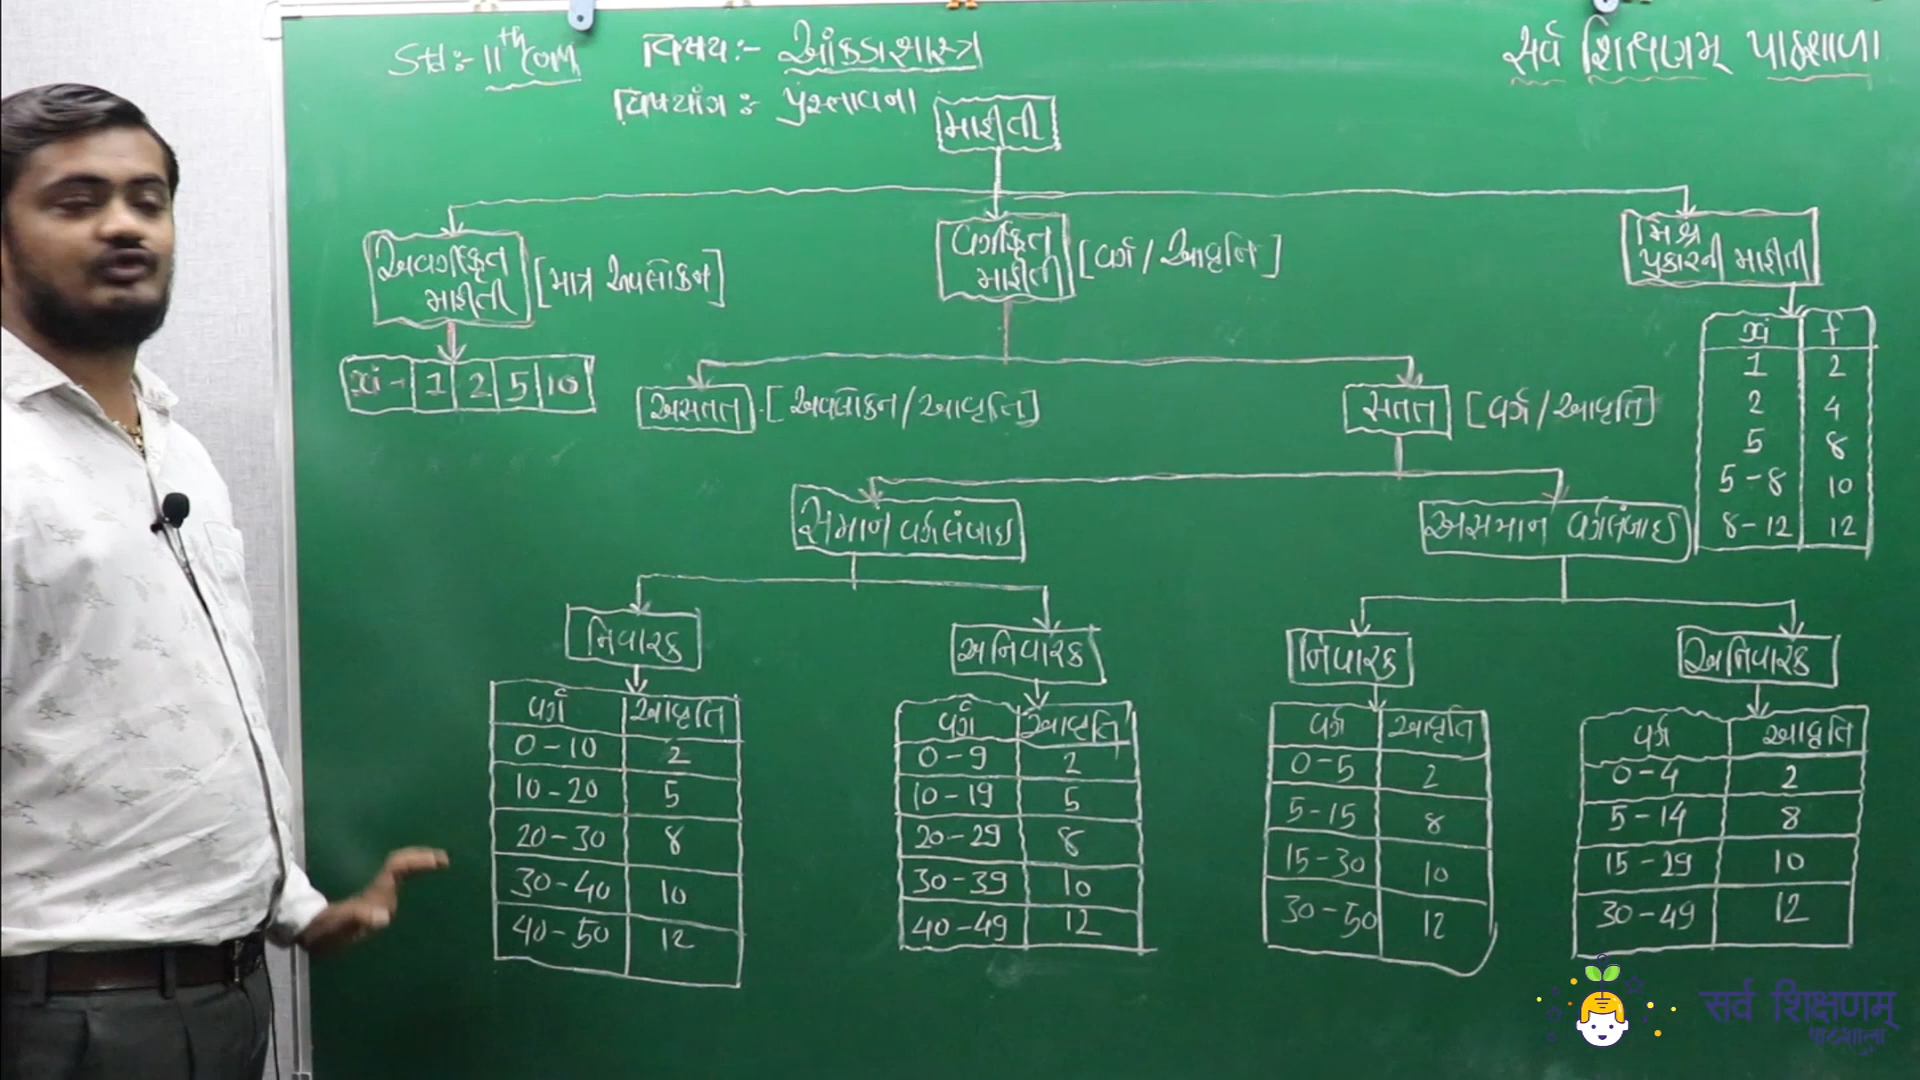 Std:- 11th com
વિષય:- આંકડાશાસ્ત્ર
સર્વ શિક્ષણમ્ પાઠશાળા
વિષયાંગ :- પ્રસ્તાવના
માહીતી
અવર્ગીકૃત માહીતી [માત્ર અવલોકન]
વર્ગીકૃત માહીતી [વર્ગ/આવૃતિ]
મિશ્ર પ્રકારની માહીતી
xi - 1 2 5 10
અસતત - [અવલોકન/આવૃતિ]
સતત [વર્ગ/આવૃતિ]
xi f
1 2
2 4
5 8
5-8 10
8-12 12
સમાન વર્ગલંબાઇ
અસમાન વર્ગલંબાઇ
નિવારક
વર્ગ આવૃતિ
0-10 2
10-20 5
20-30 8
30-40 10
40-50 12
અનિવારક
વર્ગ આવૃતિ
0-9 2
10-19 5
20-29 8
30-39 10
40-49 12
નિવારક
વર્ગ આવૃતિ
0-5 2
5-15 8
15-30 10
30-50 12
અનિવારક
વર્ગ આવૃતિ
0-4 2
5-14 8
15-29 10
30-49 12
सर्व शिक्षणम्
पाठशाला